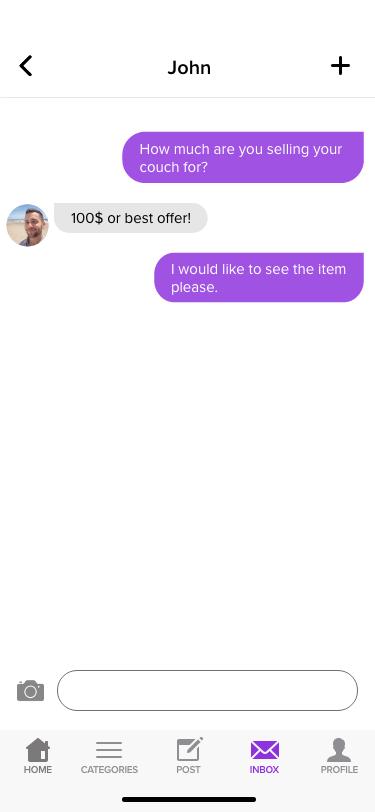 John
How much are you selling your
couch for?
100$ or best offer!
I would like to see the item
please.
HOME
CATEGORIES
POST
INBOX
PROFILE